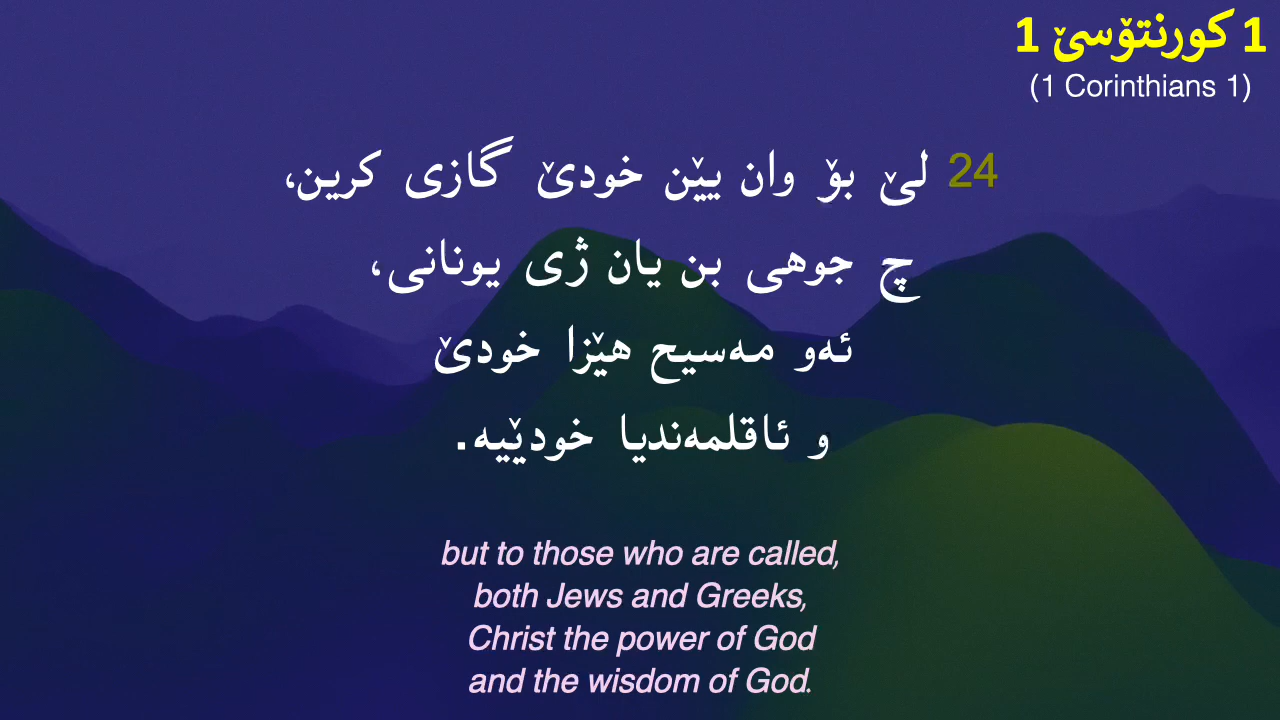 1 کورنتۆسێ 1
(1 Corinthians 1)
24 لێ بۆ وان ییێن خودێ گازی کرین،
چ جوهی بن یان ژی یونانی،
ئەو مەسیح هێزا خودێ
و ئاقلمەندیا خودێیە.
but to those who are called,
both Jews and Greeks,
Christ the power of God
and the wisdom of God.